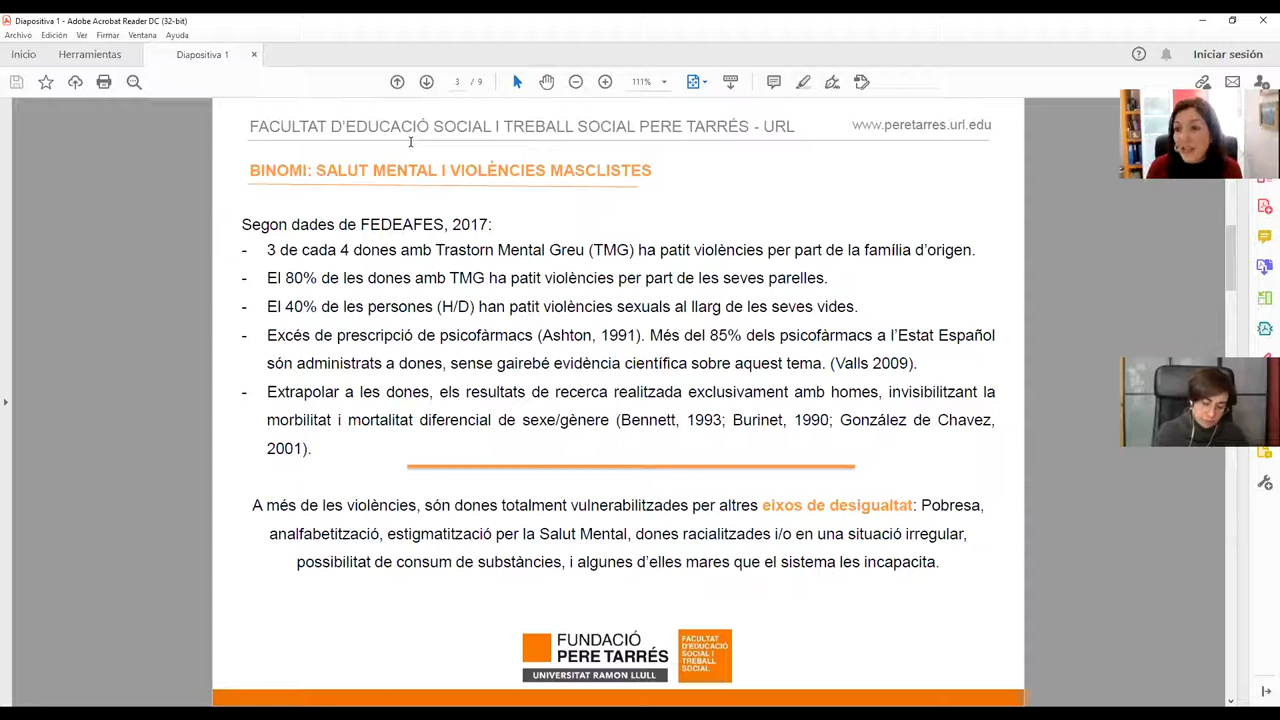 Diapositiva 1 - Adobe Acrobat Reader DC (32-bit)
Archivo Edición Ver Firmar Ventana Ayuda
Inicio Herramientas Diapositiva 1 × Iniciar sesión
3 / 9 111%
FACULTAT D'EDUCACIÓ SOCIAL I TREBALL SOCIAL PERE TARRÉS - URL www.peretarres.url.edu
BINOMI: SALUT MENTAL I VIOLÈNCIES MASCLISTES
Segon dades de FEDEAFES, 2017:
- 3 de cada 4 dones amb Trastorn Mental Greu (TMG) ha patit violències per part de la família d'origen.
- El 80% de les dones amb TMG ha patit violències per part de les seves parelles.
- El 40% de les persones (H/D) han patit violències sexuals al llarg de les seves vides.
- Excés de prescripció de psicofàrmacs (Ashton, 1991). Més del 85% dels psicofàrmacs a l'Estat Español
són administrats a dones, sense gairebé evidència científica sobre aquest tema. (Valls 2009).
- Extrapolar a les dones, els resultats de recerca realitzada exclusivament amb homes, invisibilitzant la
morbilitat i mortalitat diferencial de sexe/gènere (Bennett, 1993; Burinet, 1990; González de Chavez,
2001).
A més de les violències, són dones totalment vulnerabilitzades per altres eixos de desigualtat: Pobresa,
analfabetització, estigmatització per la Salut Mental, dones racialitzades i/o en una situació irregular,
possibilitat de consum de substàncies, i algunes d'elles mares que el sistema les incapacita.
FUNDACIÓ
PERE TARRÉS
UNIVERSITAT RAMON LLULL
FACULTAT
D'EDUCACIÓ
SOCIAL I
TREBALL
SOCIAL